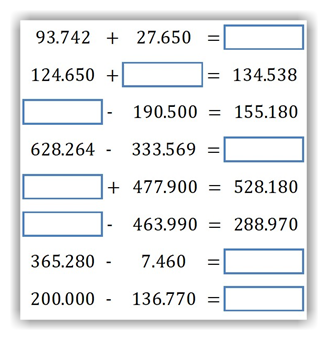 93.742 + 27.650 =
124.650 + = 134.538
- 190.500 = 155.180
628.264 - 333.569 =
+ 477.900 = 528.180
- 463.990 = 288.970
365.280 - 7.460 =
200.000 - 136.770 =